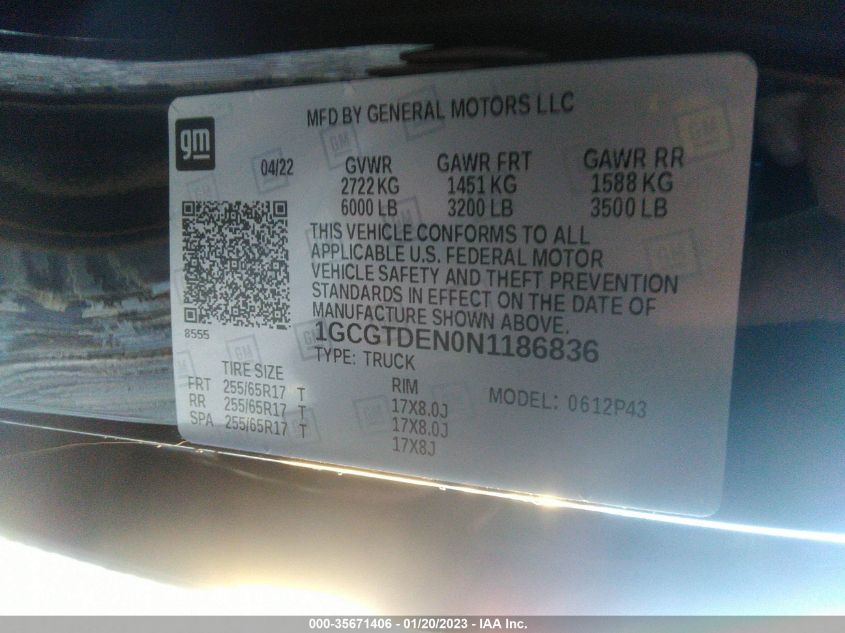 MFD BY GENERAL MOTORS LLC
gm
04/22 GVWR GAWR FRT GAWR RR
2722 KG 1451 KG 1588 KG
6000 LB 3200 LB 3500 LB
THIS VEHICLE CONFORMS TO ALL
APPLICABLE U.S. FEDERAL MOTOR
VEHICLE SAFETY AND THEFT PREVENTION
STANDARDS IN EFFECT ON THE DATE OF
MANUFACTURE SHOWN ABOVE.
8555
1GCGTDEN0N1186836
TYPE: TRUCK
TIRE SIZE RIM MODEL: 0612P43
FRT 255/65R17 T 17X8.0J
RR 255/65R17 T 17X8.0J
SPA 255/65R17 T 17X8J
000-35671406 - 01/20/2023 - IAA Inc.